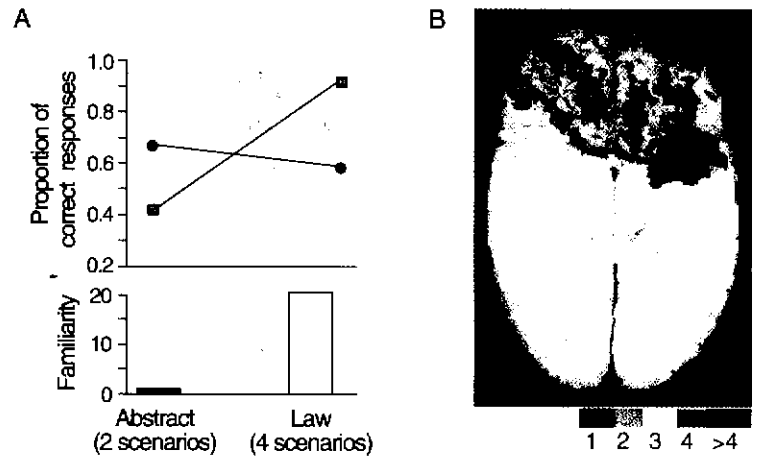 A
Proportion of
correct responses
1.0
0.8
0.6
0.4
0.2
Familiarity
20
10
0
Abstract
(2 scenarios)
Law
(4 scenarios)
B
1 2 3 4 >4